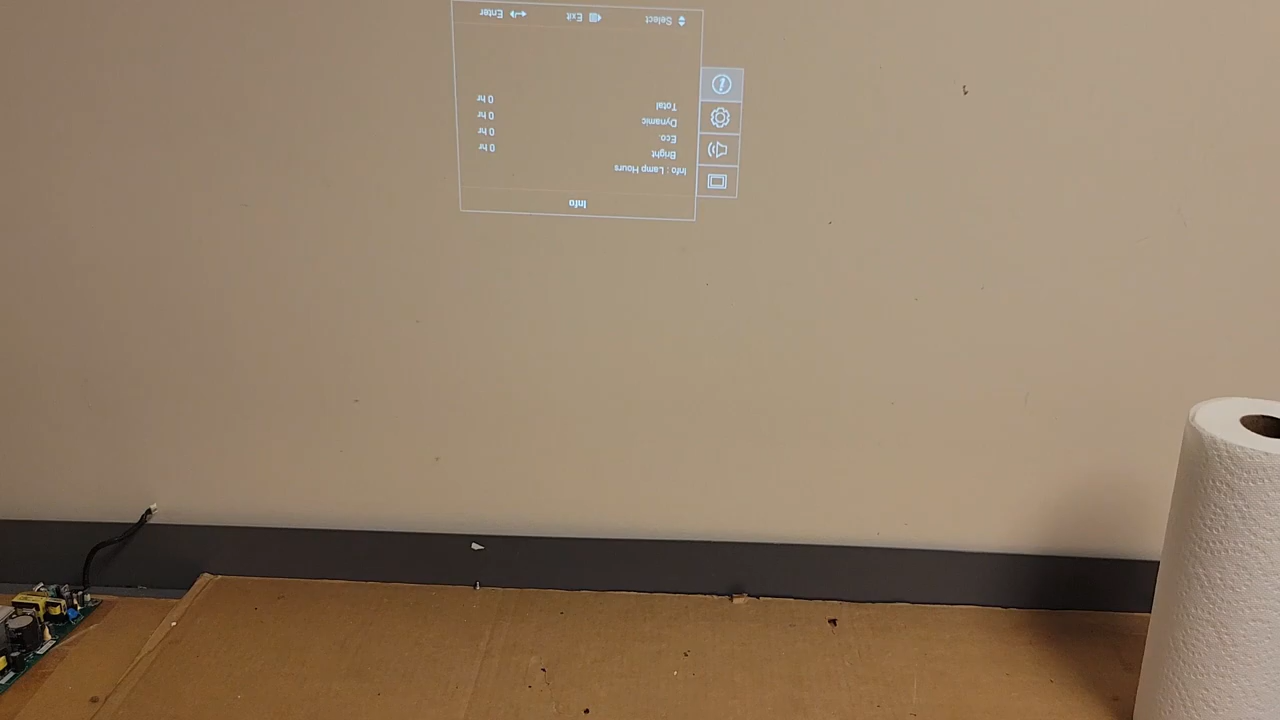 Info
Info : Lamp Hours
Bright 0 hr
Eco. 0 hr
Dynamic 0 hr
Total 0 hr
Select Exit Enter